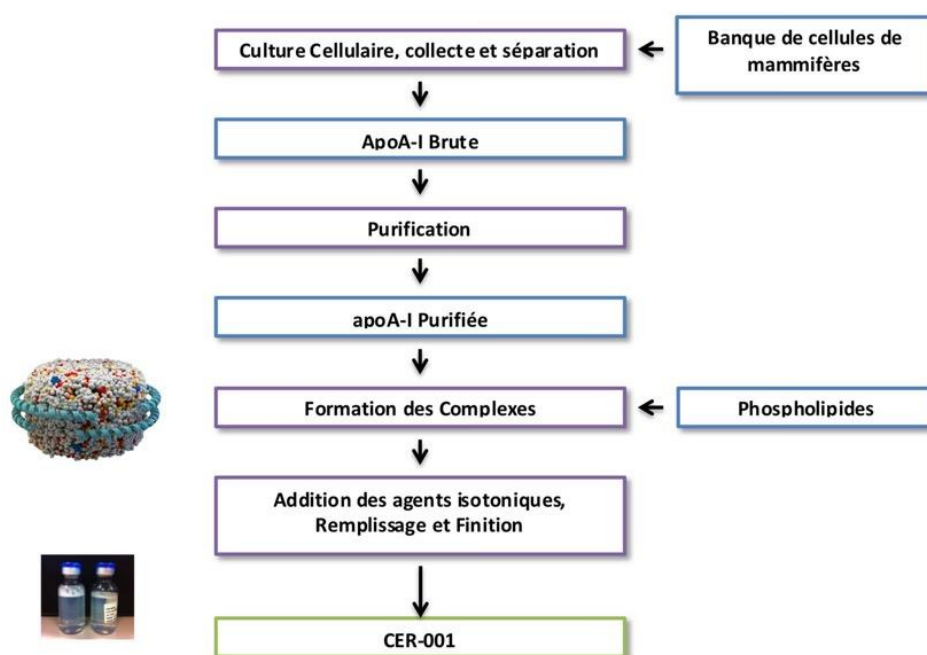 Culture Cellulaire, collecte et séparation
Banque de cellules de
mammifères
ApoA-I Brute
Purification
apoA-I Purifiée
Formation des Complexes
Phospholipides
Addition des agents isotoniques,
Remplissage et Finition
CER-001